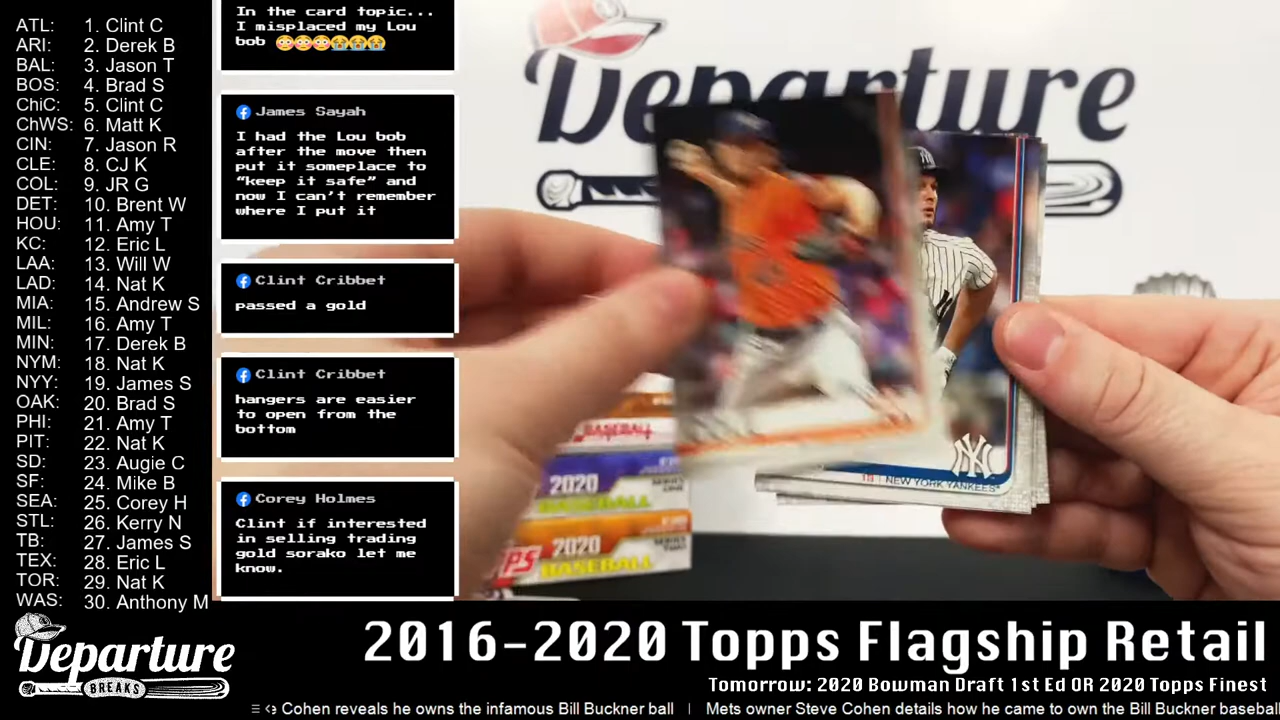 ATL: 1. Clint C
ARI: 2. Derek B
BAL: 3. Jason T
BOS: 4. Brad S
ChiC: 5. Clint C
ChWS: 6. Matt K
CIN: 7. Jason R
CLE: 8. CJ K
COL: 9. JR G
DET: 10. Brent W
HOU: 11. Amy T
KC: 12. Eric L
LAA: 13. Will W
LAD: 14. Nat K
MIA: 15. Andrew S
MIL: 16. Amy T
MIN: 17. Derek B
NYM: 18. Nat K
NYY: 19. James S
OAK: 20. Brad S
PHI: 21. Amy T
PIT: 22. Nat K
SD: 23. Augie C
SF: 24. Mike B
SEA: 25. Corey H
STL: 26. Kerry N
TB: 27. James S
TEX: 28. Eric L
TOR: 29. Nat K
WAS: 30. Anthony M
In the card topic...
I misplaced my Lou
bob 😳😳😳😭😭😭
James Sayah
I had the Lou bob
after the move then
put it someplace to
“keep it safe” and
now I can't remember
where I put it
Clint Cribbet
passed a gold
Clint Cribbet
hangers are easier
to open from the
bottom
Corey Holmes
Clint if interested
in selling trading
gold sorako let me
know.
Departure
NEW YORK YANKEES
BASEBALL
2020
BASEBALL
2020
BASEBALL
Departure
BREAKS
2016-2020 Topps Flagship Retail
Tomorrow: 2020 Bowman Draft 1st Ed OR 2020 Topps Finest
Cohen reveals he owns the infamous Bill Buckner ball | Mets owner Steve Cohen details how he came to own the Bill Buckner basebal